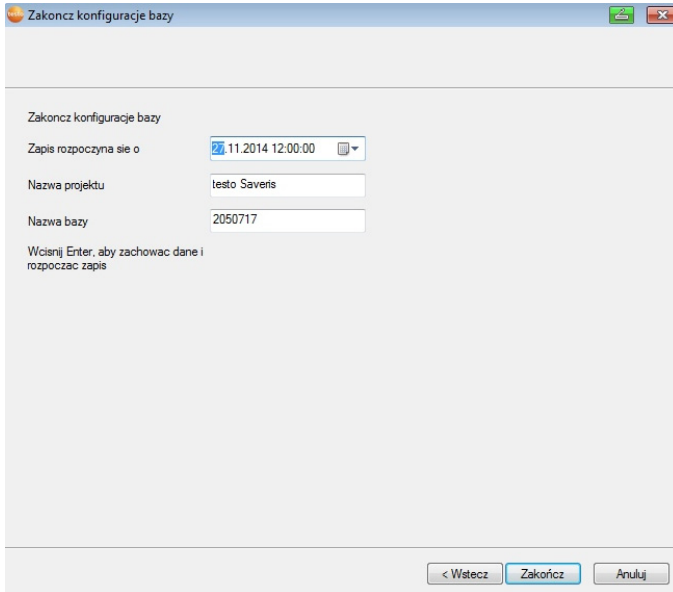 Zakoncz konfiguracje bazy
Zakoncz konfiguracje bazy
Zapis rozpoczyna sie o
27.11.2014 12:00:00
Nazwa projektu
testo Saveris
Nazwa bazy
2050717
Wcisnij Enter, aby zachowac dane i
rozpoczac zapis
< Wstecz
Zakończ
Anuluj